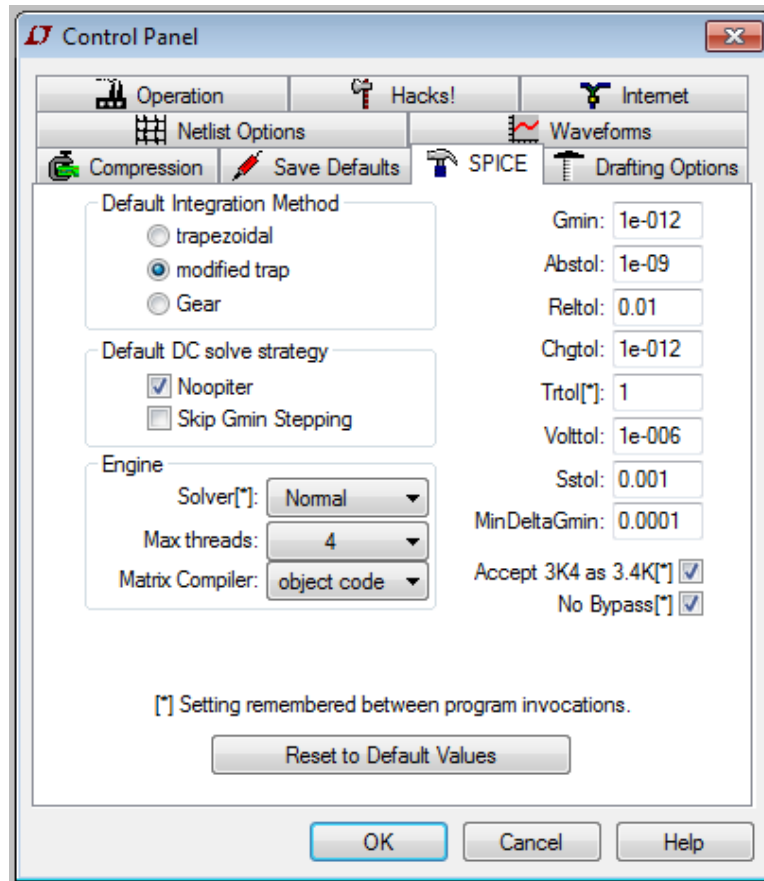 Control Panel
Operation
Hacks!
Internet
Netlist Options
Waveforms
Compression
Save Defaults
SPICE
Drafting Options
Default Integration Method
trapezoidal
modified trap
Gear
Default DC solve strategy
Noopiter
Skip Gmin Stepping
Engine
Solver[*]: Normal
Max threads: 4
Matrix Compiler: object code
Gmin: 1e-012
Abstol: 1e-09
Reltol: 0.01
Chgtol: 1e-012
Trtol[*]: 1
Volttol: 1e-006
Sstol: 0.001
MinDeltaGmin: 0.0001
Accept 3K4 as 3.4K[*]
No Bypass[*]
[*] Setting remembered between program invocations.
Reset to Default Values
OK
Cancel
Help